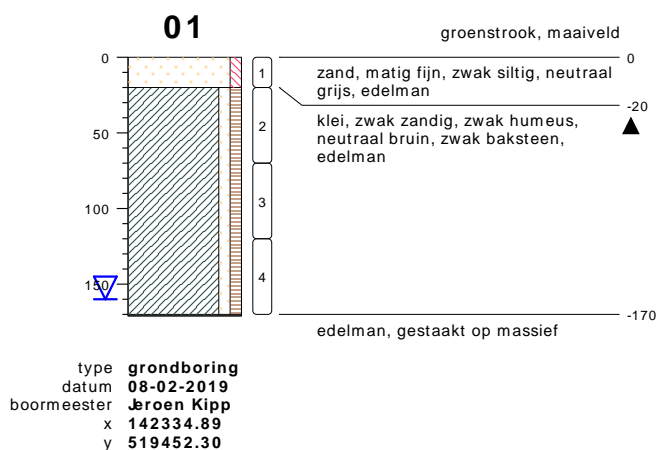 01
groenstrook, maaiveld
0
0
1
zand, matig fijn, zwak siltig, neutraal
grijs, edelman
-20
klei, zwak zandig, zwak humeus,
neutraal bruin, zwak baksteen,
edelman
2
50
3
100
4
150
-170
edelman, gestaakt op massief
type grondboring
datum 08-02-2019
boormeester Jeroen Kipp
x 142334.89
y 519452.30